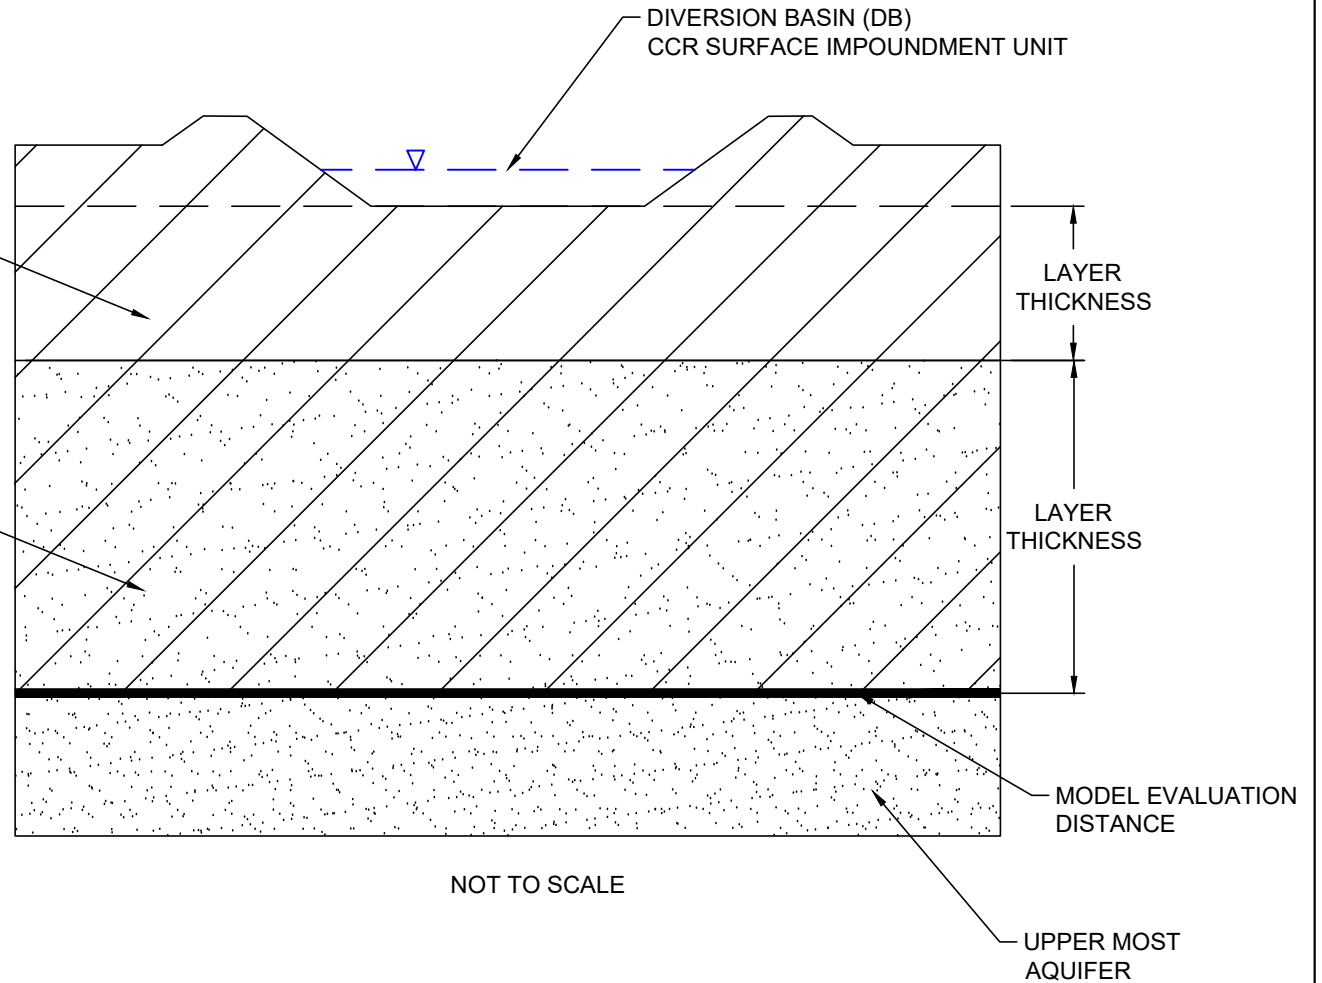 DIVERSION BASIN (DB)
CCR SURFACE IMPOUNDMENT UNIT
LAYER
THICKNESS
LAYER
THICKNESS
MODEL EVALUATION
DISTANCE
NOT TO SCALE
UPPER MOST
AQUIFER